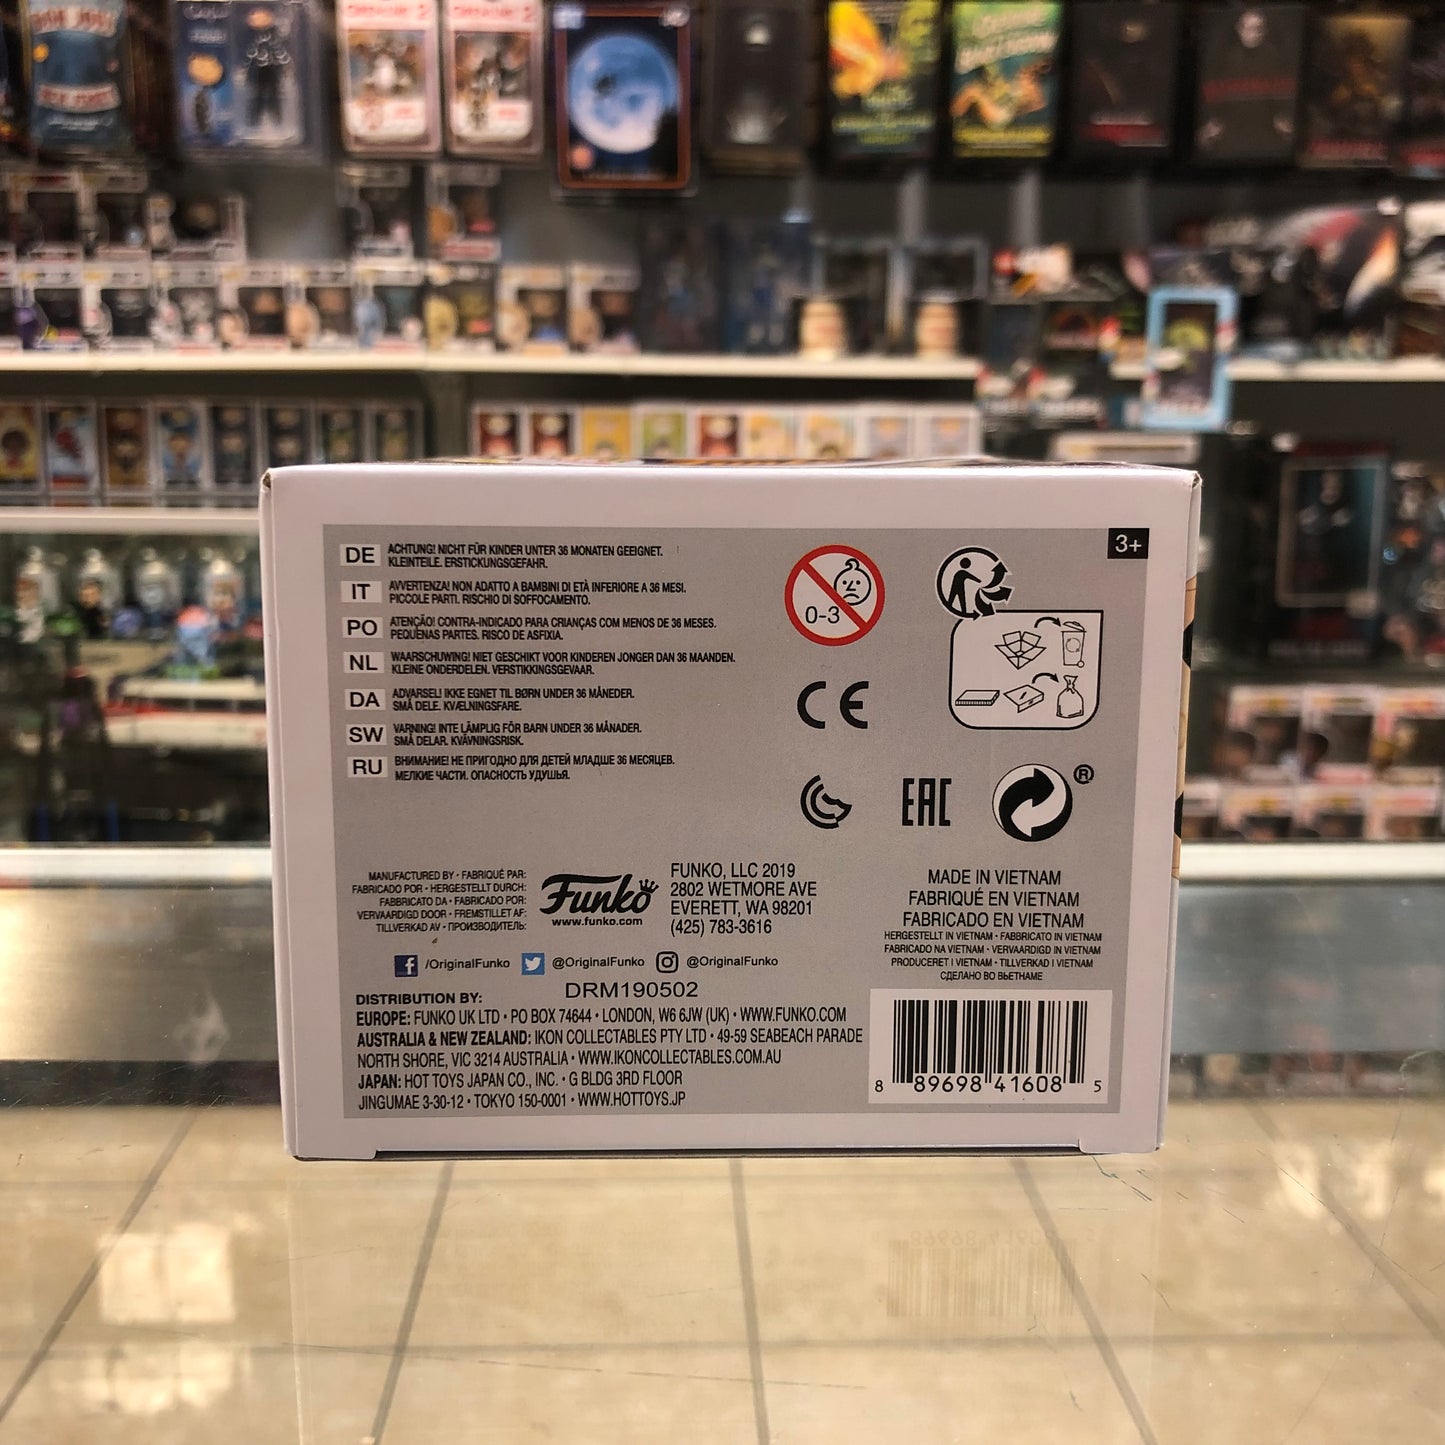 DE ACHTUNG! NICHT FÜR KINDER UNTER 36 MONATEN GEEIGNET.
KLEINTEILE. ERSTICKUNGSGEFAHR.
IT AVVERTENZA! NON ADATTO A BAMBINI DI ETÀ INFERIORE A 36 MESI.
PICCOLE PARTI. RISCHIO DI SOFFOCAMENTO.
PO ATENÇÃO! CONTRA-INDICADO PARA CRIANÇAS COM MENOS DE 36 MESES.
PEQUENAS PARTES. RISCO DE ASFIXIA.
NL WAARSCHUWING! NIET GESCHIKT VOOR KINDEREN JONGER DAN 36 MAANDEN.
KLEINE ONDERDELEN. VERSTIKKINGSGEVAAR.
DA ADVARSEL! IKKE EGNET TIL BØRN UNDER 36 MÅNEDER.
SMÅ DELE. KVÆLNINGSFARE.
SW VARNING! INTE LÄMPLIG FÖR BARN UNDER 36 MÅNADER.
SMÅ DELAR. KVÄVNINGSRISK.
RU ВНИМАНИЕ! НЕ ПРИГОДНО ДЛЯ ДЕТЕЙ МЛАДШЕ 36 МЕСЯЦЕВ.
МЕЛКИЕ ЧАСТИ. ОПАСНОСТЬ УДУШЬЯ.
0-3
3+
CE
EAC
®
MANUFACTURED BY • FABRIQUÉ PAR:
FABRICADO POR • HERGESTELLT DURCH:
FABBRICATO DA • FABRICADO POR:
VERVAARDIGD DOOR • FREMSTILLET AF:
TILLVERKAD AV • ПРОИЗВОДИТЕЛЬ:
Funko
www.funko.com
FUNKO, LLC 2019
2802 WETMORE AVE
EVERETT, WA 98201
(425) 783-3616
MADE IN VIETNAM
FABRIQUÉ EN VIETNAM
FABRICADO EN VIETNAM
HERGESTELLT IN VIETNAM • FABBRICATO IN VIETNAM
FABRICADO NA VIETNAM • VERVAARDIGD IN VIETNAM
PRODUCERET I VIETNAM • TILLVERKAD I VIETNAM
СДЕЛАНО ВО ВЬЕТНАМЕ
/OriginalFunko @OriginalFunko @OriginalFunko
DRM190502
DISTRIBUTION BY:
EUROPE: FUNKO UK LTD • PO BOX 74644 • LONDON, W6 6JW (UK) • WWW.FUNKO.COM
AUSTRALIA & NEW ZEALAND: IKON COLLECTABLES PTY LTD • 49-59 SEABEACH PARADE
NORTH SHORE, VIC 3214 AUSTRALIA • WWW.IKONCOLLECTABLES.COM.AU
JAPAN: HOT TOYS JAPAN CO., INC. • G BLDG 3RD FLOOR
JINGUMAE 3-30-12 • TOKYO 150-0001 • WWW.HOTTOYS.JP
8 89698 41608 5